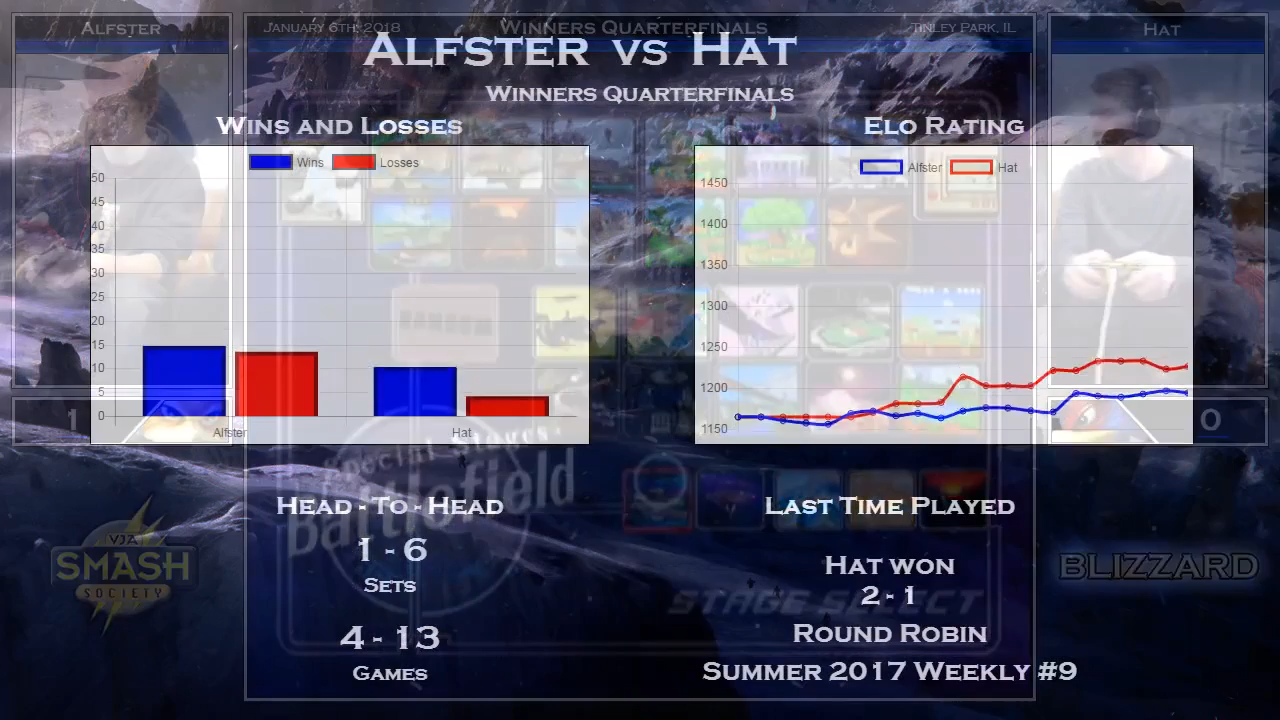 ALFSTER
JANUARY 6TH, 2018
WINNERS QUARTERFINALS
TINLEY PARK, IL
HAT
ALFSTER VS HAT
WINNERS QUARTERFINALS
WINS AND LOSSES
ELO RATING
Wins
Losses
50
45
40
35
30
25
20
15
10
5
0
Alfster
Hat
Alfster
Hat
1450
1400
1350
1300
1250
1200
1150
1
0
Special Stages
Battlefield
HEAD - TO - HEAD
1 - 6
SETS
4 - 13
GAMES
LAST TIME PLAYED
HAT WON
2 - 1
ROUND ROBIN
SUMMER 2017 WEEKLY #9
STAGE SELECT
VJA
SMASH
SOCIETY
BLIZZARD